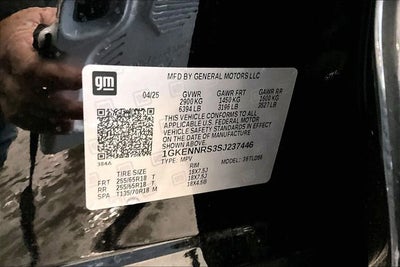 gm
MFD BY GENERAL MOTORS LLC
04/25 GVWR GAWR FRT GAWR RR
2900 KG 1450 KG 1600 KG
6394 LB 3196 LB 3527 LB
THIS VEHICLE CONFORMS TO ALL
APPLICABLE U.S. FEDERAL MOTOR
VEHICLE SAFETY STANDARDS
IN EFFECT ON THE DATE OF
MANUFACTURE SHOWN ABOVE.
1GKENNRS3SJ237446
TYPE: MPV MODEL:
TIRE SIZE RIM
FRT 255/65R18 T 18X7.5J
RR 255/65R18 T 18X7.5J
SPA T135/70R18 M 18X4.5B